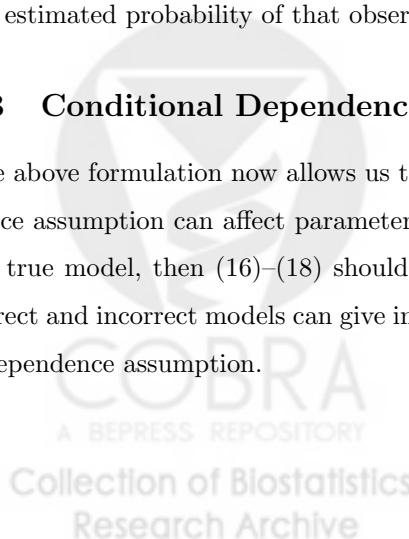 estimated probability of that obser
3 Conditional Dependenc
e above formulation now allows us t
ce assumption can affect parameter
true model, then (16)–(18) should
rect and incorrect models can give in
ependence assumption.
COBRA
A BEPRESS REPOSITORY
Collection of Biostatistics
Research Archive